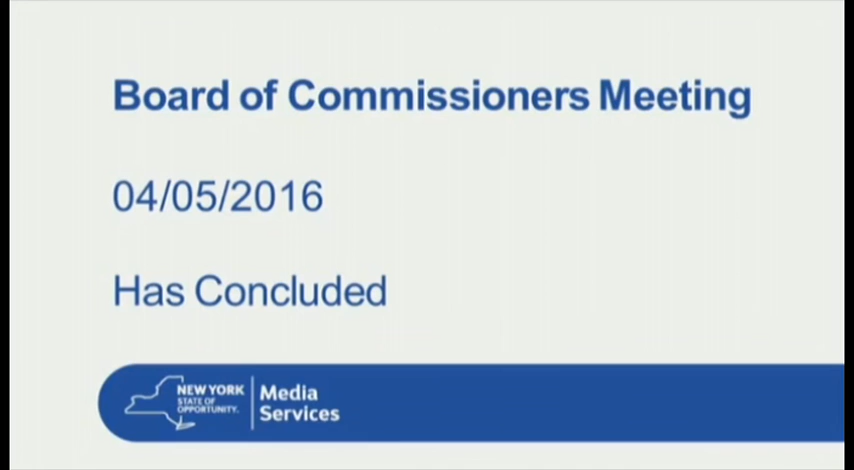 Board of Commissioners Meeting
04/05/2016
Has Concluded
NEW YORK
STATE OF
OPPORTUNITY.
Media
Services